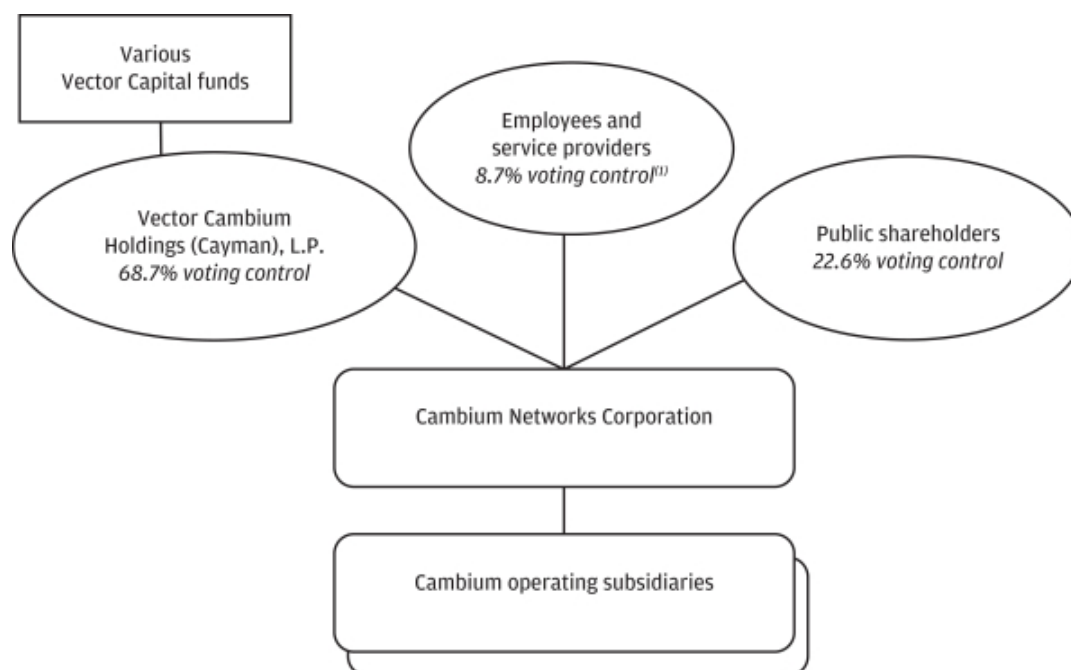 Various
Vector Capital funds
Employees and
service providers
8.7% voting control(1)
Vector Cambium
Holdings (Cayman), L.P.
68.7% voting control
Public shareholders
22.6% voting control
Cambium Networks Corporation
Cambium operating subsidiaries